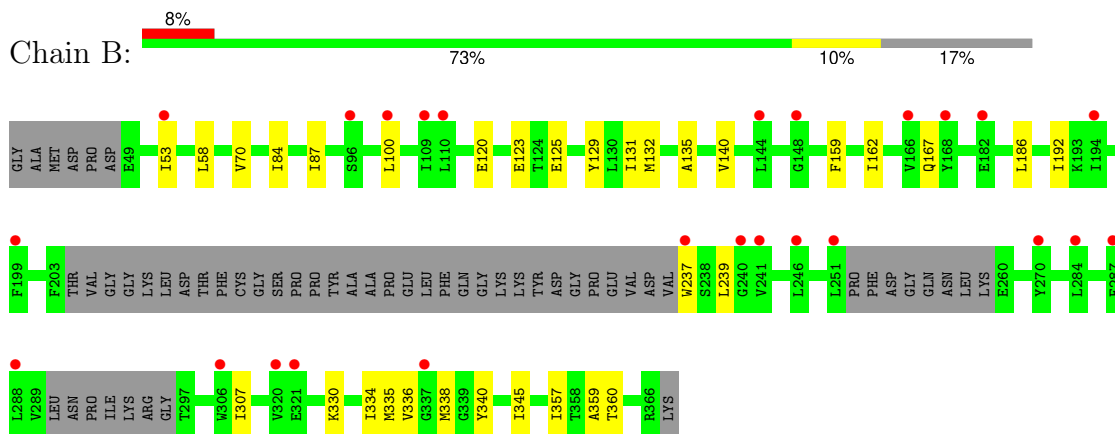 8%
Chain B:
73% 10% 17%
GLY ALA MET ASP PRO ASP E49 I53 L58 V70 I84 I87 S96 L100 I109 L110 E120 E123 T124 E125 Y129 L130 I131 M132 A135 V140 L144 G148 F159 I162 V166 Q167 Y168 E182 L186 I192 K193 I194
F199 F203 THR VAL GLY GLY LYS LEU ASP THR PHE CYS GLY SER PRO PRO TYR ALA ALA PRO GLU LEU PHE GLN GLY LYS LYS TYR ASP GLY PRO GLU VAL ASP VAL W237 S238 L239 G240 V241 L246 L251 PRO PHE ASP GLY GLN ASN LEU LYS E260 Y270 L284
L288 V289 LEU ASN PRO ILE LYS ARG GLY T297 W306 I307 V320 E321 K330 I334 M335 V336 G337 M338 G339 Y340 I345 I357 T358 A359 T360 R366 LYS